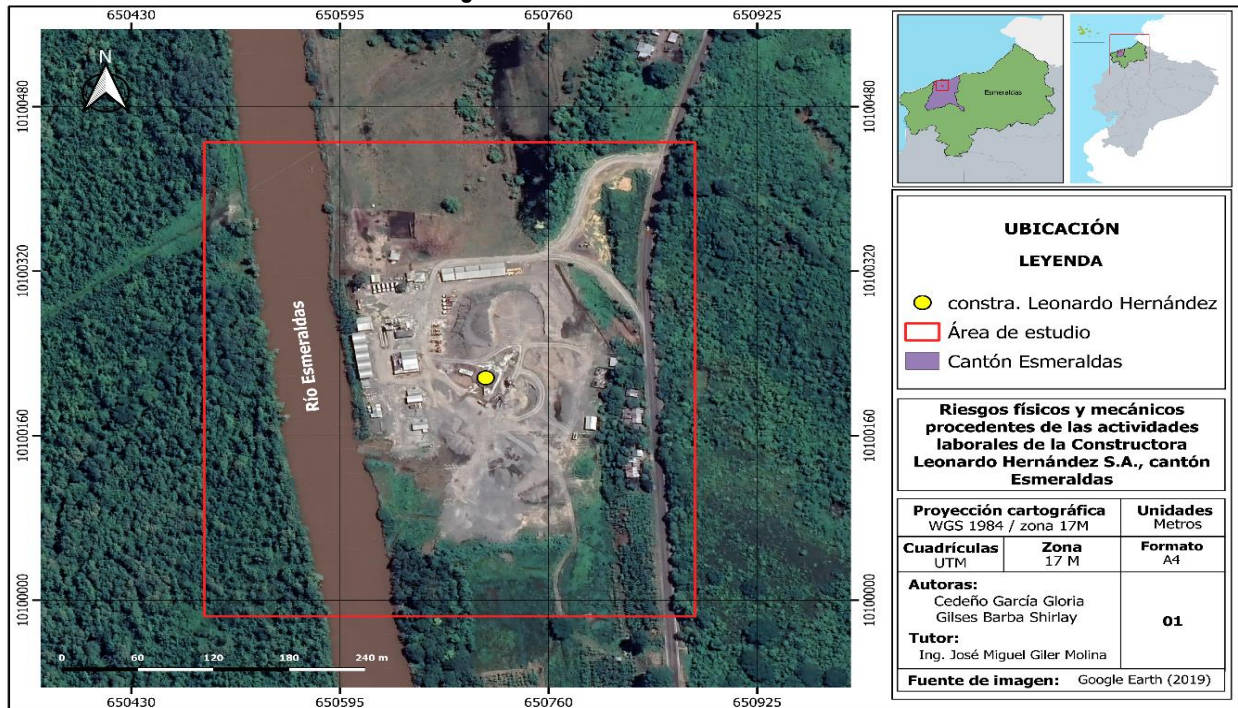 650430 650595 650760 650925
10100480
10100320
10100160
10100000
N
Río Esmeraldas
0 60 120 180 240 m
10100480
10100320
10100160
10100000
650430 650595 650760 650925
Esmeraldas
UBICACIÓN
LEYENDA
constra. Leonardo Hernández
Área de estudio
Cantón Esmeraldas
Riesgos físicos y mecánicos
procedentes de las actividades
laborales de la Constructora
Leonardo Hernández S.A., cantón
Esmeraldas
Proyección cartográfica
WGS 1984 / zona 17M
Unidades
Metros
Cuadrículas
UTM
Zona
17 M
Formato
A4
Autoras:
Cedeño García Gloria
Gilses Barba Shirlay
Tutor:
Ing. José Miguel Giler Molina
01
Fuente de imagen: Google Earth (2019)